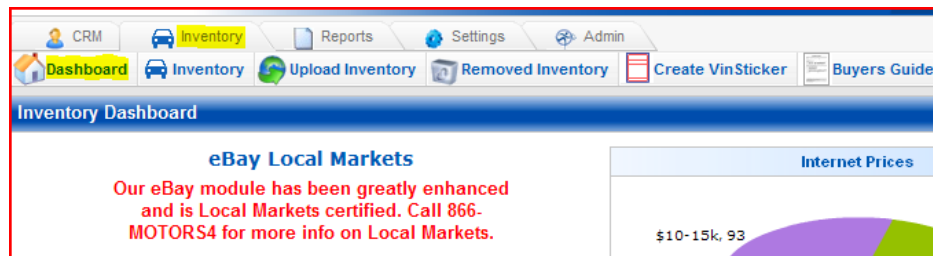 CRM Inventory Reports Settings Admin
Dashboard Inventory Upload Inventory Removed Inventory Create VinSticker Buyers Guide
Inventory Dashboard
eBay Local Markets
Our eBay module has been greatly enhanced
and is Local Markets certified. Call 866-
MOTORS4 for more info on Local Markets.
Internet Prices
$10-15k, 93